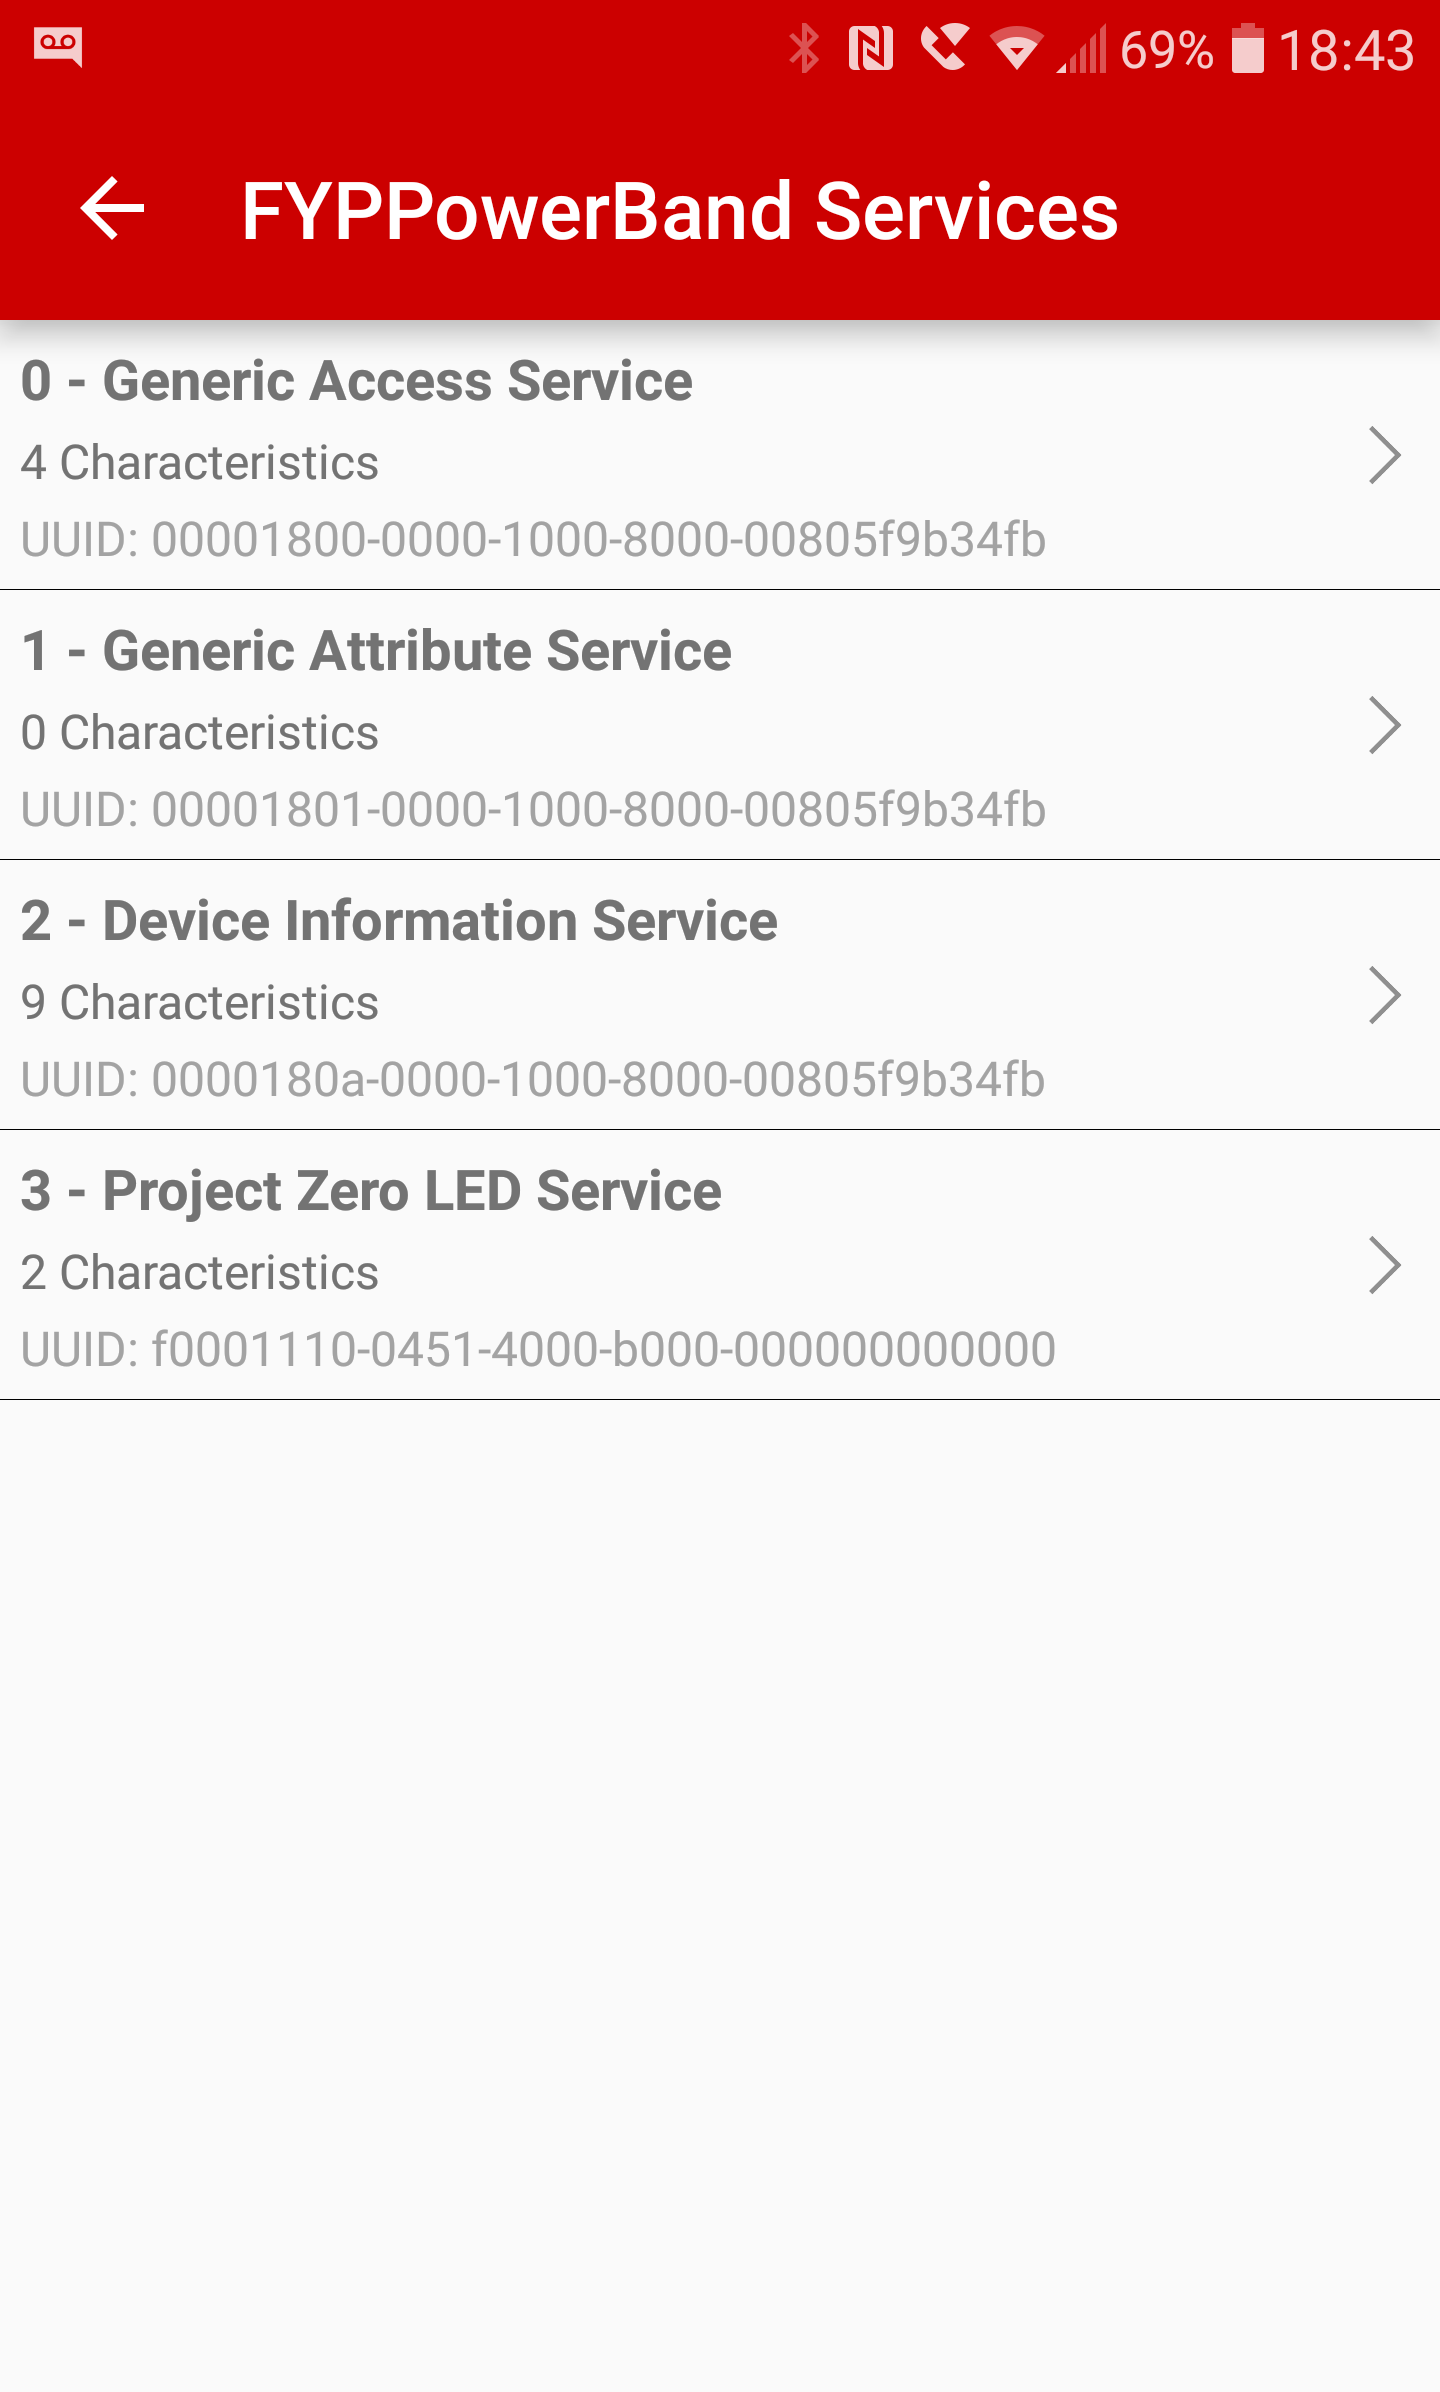 69% 18:43
FYPPowerBand Services
0 - Generic Access Service
4 Characteristics
UUID: 00001800-0000-1000-8000-00805f9b34fb
1 - Generic Attribute Service
0 Characteristics
UUID: 00001801-0000-1000-8000-00805f9b34fb
2 - Device Information Service
9 Characteristics
UUID: 0000180a-0000-1000-8000-00805f9b34fb
3 - Project Zero LED Service
2 Characteristics
UUID: f0001110-0451-4000-b000-000000000000